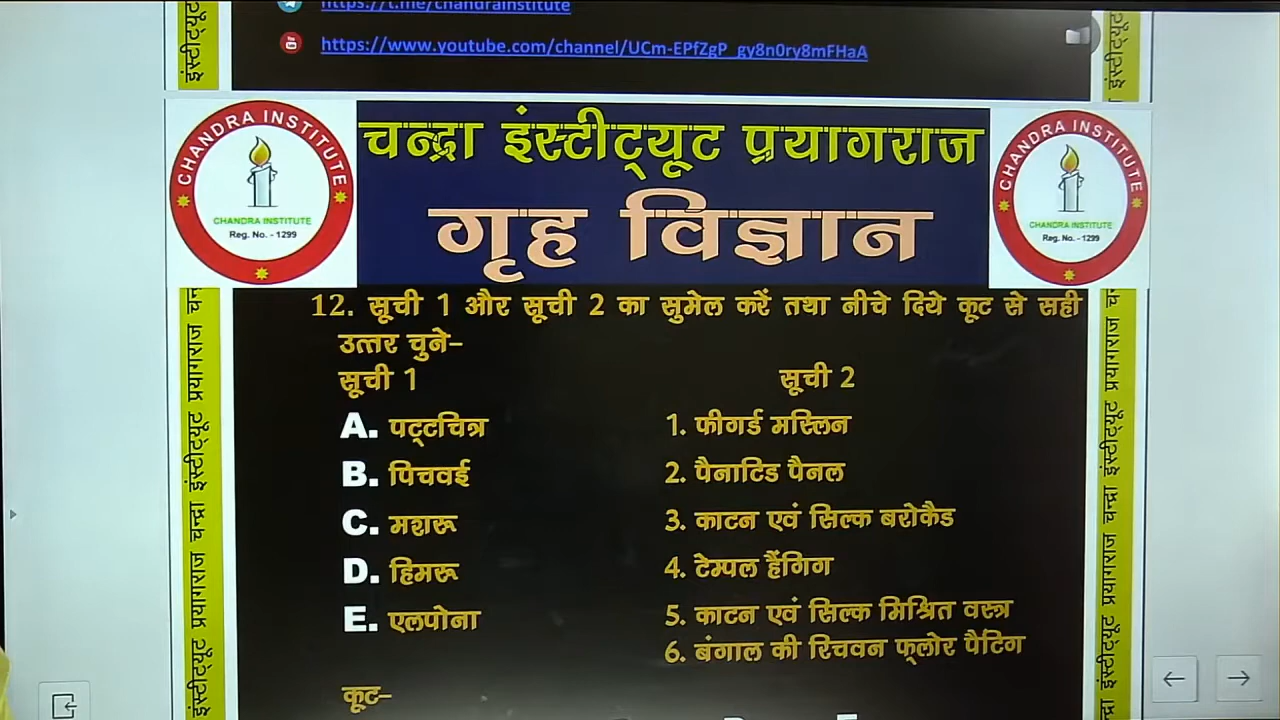 https://t.me/chandrainstitute
https://www.youtube.com/channel/UCm-EPfZgP_gy8n0ry8mFHaA
CHANDRA INSTITUTE
CHANDRA INSTITUTE
Reg. No. - 1299
चन्द्रा इंस्टीट्यूट प्रयागराज
गृह विज्ञान
CHANDRA INSTITUTE
CHANDRA INSTITUTE
Reg. No. - 1299
12. सूची 1 और सूची 2 का सुमेल करें तथा नीचे दिये कूट से सही
उत्तर चुने–
सूची 1 सूची 2
A. पट्टचित्र 1. फीगर्ड मस्लिन
B. पिचवई 2. पैनाटिड पैनल
C. मशरू 3. काटन एवं सिल्क बरोकैड
D. हिमरू 4. टेम्पल हैंगिग
E. एलपोना 5. काटन एवं सिल्क मिश्रित वस्त्र
6. बंगाल की रिचवन फ्लोर पैंटिग
कूट–
इंस्टीट्यूट प्रयागराज चन्द्रा इंस्टीट्यूट प्रयागराज
चन्द्रा इंस्टीट्यूट प्रयागराज